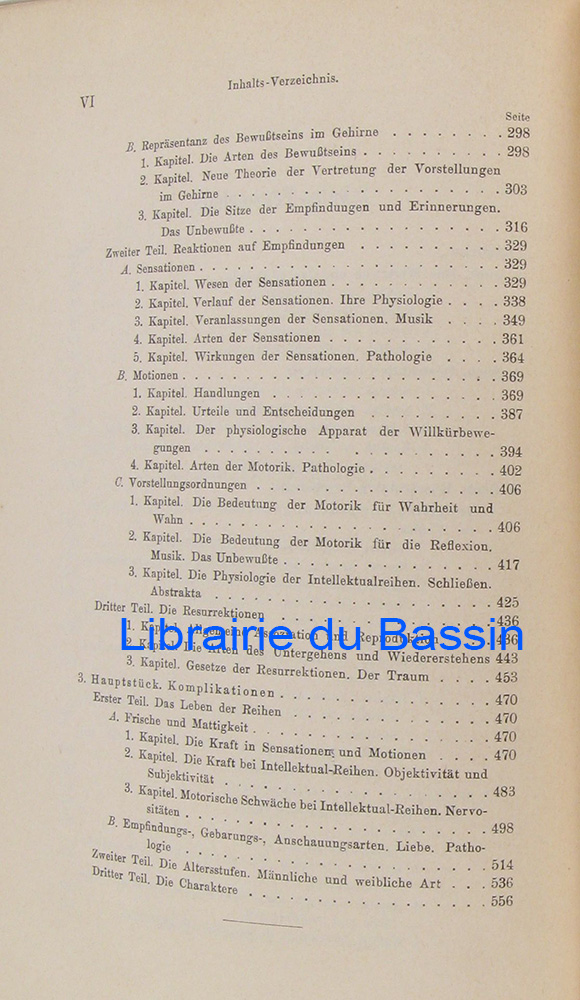 VI
Inhalts-Verzeichnis.
Seite
B. Repräsentanz des Bewußtseins im Gehirne . . . . . . . . 298
1. Kapitel. Die Arten des Bewußtseins . . . . . . . . . . 298
2. Kapitel. Neue Theorie der Vertretung der Vorstellungen
im Gehirne . . . . . . . . . . . . . . . . . 303
3. Kapitel. Die Sitze der Empfindungen und Erinnerungen.
Das Unbewußte . . . . . . . . . . . . . . . . . 316
Zweiter Teil. Reaktionen auf Empfindungen . . . . . . . . . . 329
A. Sensationen . . . . . . . . . . . . . . . . . . . . . 329
1. Kapitel. Wesen der Sensationen . . . . . . . . . . . . 329
2. Kapitel. Verlauf der Sensationen. Ihre Physiologie . . . . 338
3. Kapitel. Veranlassungen der Sensationen. Musik . . . . 349
4. Kapitel. Arten der Sensationen . . . . . . . . . . . . 361
5. Kapitel. Wirkungen der Sensationen. Pathologie . . . . 364
B. Motionen . . . . . . . . . . . . . . . . . . . . . . 369
1. Kapitel. Handlungen . . . . . . . . . . . . . . . . 369
2. Kapitel. Urteile und Entscheidungen . . . . . . . . . 387
3. Kapitel. Der physiologische Apparat der Willkürbewe-
gungen . . . . . . . . . . . . . . . . . . . 394
4. Kapitel. Arten der Motorik. Pathologie . . . . . . . . . 402
C. Vorstellungsordnungen . . . . . . . . . . . . . . . . . 406
1. Kapitel. Die Bedeutung der Motorik für Wahrheit und
Wahn . . . . . . . . . . . . . . . . . . . . 406
2. Kapitel. Die Bedeutung der Motorik für die Reflexion.
Musik. Das Unbewußte . . . . . . . . . . . . . 417
3. Kapitel. Die Physiologie der Intellektualreihen. Schließen.
Abstrakta . . . . . . . . . . . . . . . . . . 425
Dritter Teil. Die Resurrektionen . . . . . . . . . . . . . . . 436
1. Kapitel. Allgemeines. Assoziation und Reproduktion . . . 436
Librairie du Bassin
2. Kapitel. Die Arten des Untergehens und Wiedererstehens 443
3. Kapitel. Gesetze der Resurrektionen. Der Traum . . . . 453
3. Hauptstück. Komplikationen . . . . . . . . . . . . . . . . 470
Erster Teil. Das Leben der Reihen . . . . . . . . . . . . . . 470
A. Frische und Mattigkeit . . . . . . . . . . . . . . . . 470
1. Kapitel. Die Kraft in Sensationen und Motionen . . . . 470
2. Kapitel. Die Kraft bei Intellektual-Reihen. Objektivität und
Subjektivität . . . . . . . . . . . . . . . . . 483
3. Kapitel. Motorische Schwäche bei Intellektual-Reihen. Nervo-
sitäten . . . . . . . . . . . . . . . . . . . 498
B. Empfindungs-, Gebarungs-, Anschauungsarten. Liebe. Patho-
logie . . . . . . . . . . . . . . . . . . . . 514
Zweiter Teil. Die Altersstufen. Männliche und weibliche Art . . . 536
Dritter Teil. Die Charaktere . . . . . . . . . . . . . . . . . 556